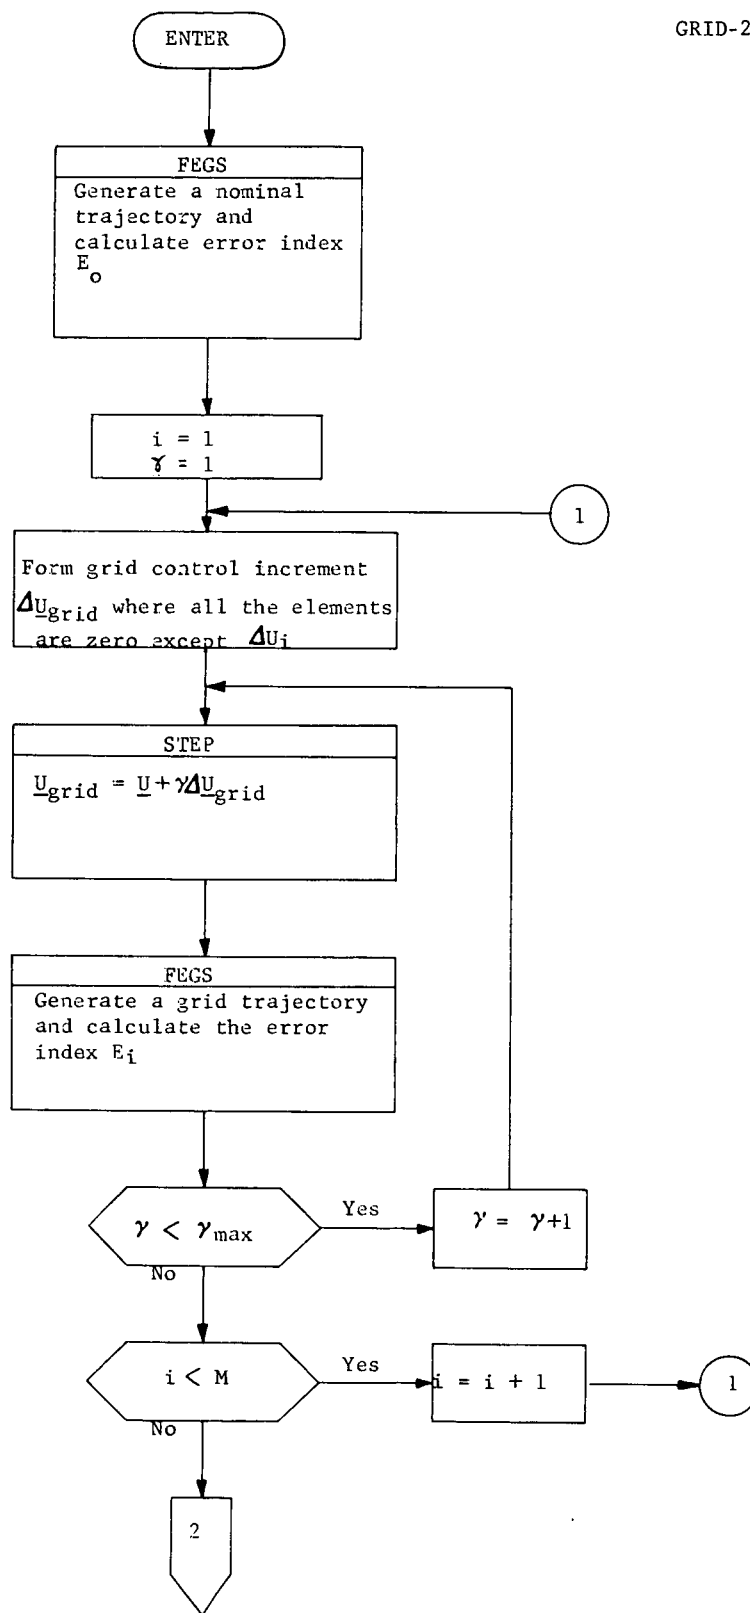 GRID-2
ENTER
FEGS
Generate a nominal
trajectory and
calculate error index
E_o
i = 1
γ = 1
1
Form grid control increment
ΔU_grid where all the elements
are zero except ΔU_i
STEP
U_grid = U + γΔU_grid
FEGS
Generate a grid trajectory
and calculate the error
index E_i
γ < γ_max
Yes
γ = γ+1
No
i < M
Yes
i = i + 1
1
No
2